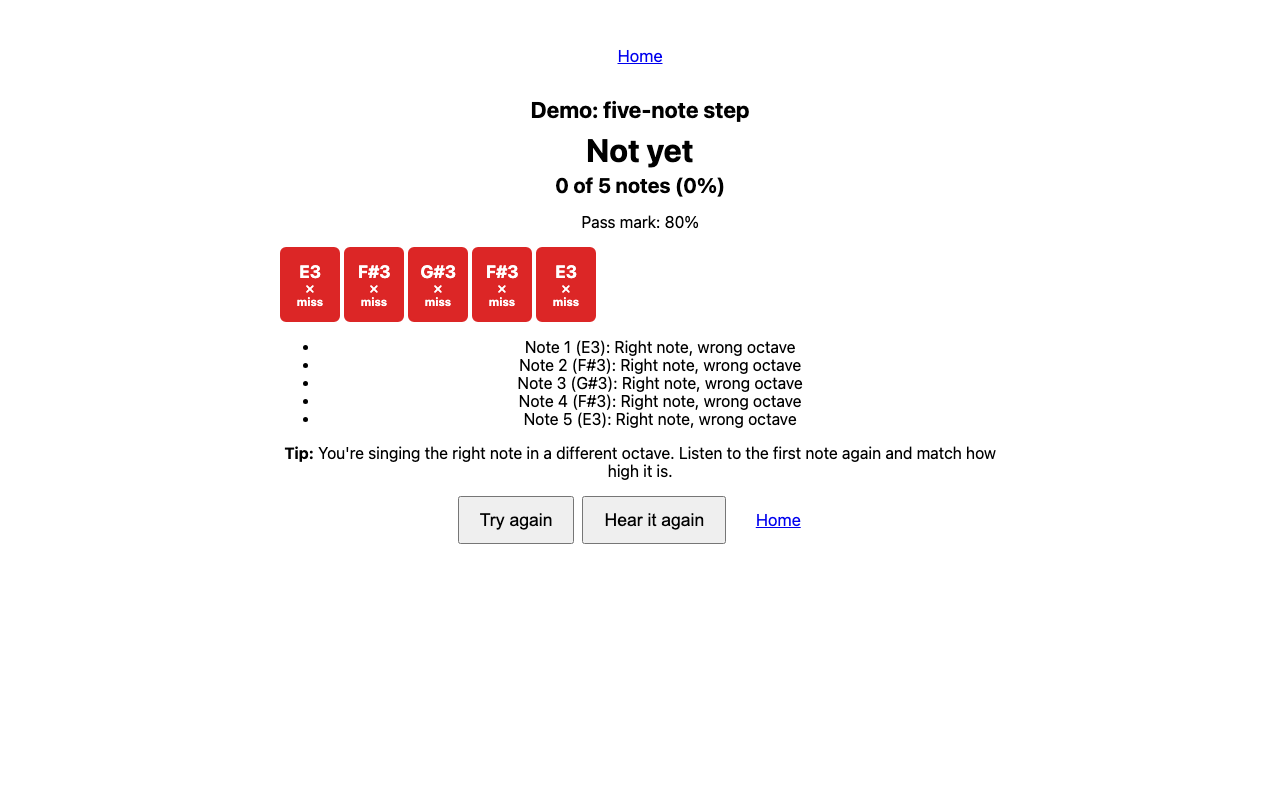 Home
Demo: five-note step
Not yet
0 of 5 notes (0%)
Pass mark: 80%
E3 F#3 G#3 F#3 E3
× × × × ×
miss miss miss miss miss
• Note 1 (E3): Right note, wrong octave
• Note 2 (F#3): Right note, wrong octave
• Note 3 (G#3): Right note, wrong octave
• Note 4 (F#3): Right note, wrong octave
• Note 5 (E3): Right note, wrong octave
Tip: You're singing the right note in a different octave. Listen to the first note again and match how
high it is.
Try again Hear it again Home